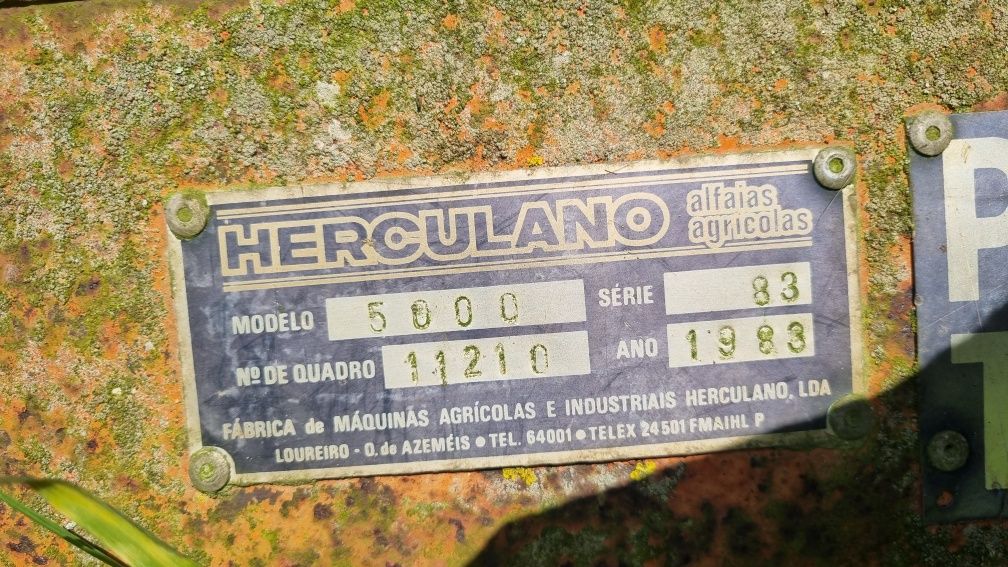 HERCULANO alfaias agrícolas
MODELO 5000 SÉRIE 83
Nº DE QUADRO 11210 ANO 1983
FÁBRICA de MÁQUINAS AGRÍCOLAS E INDUSTRIAIS HERCULANO, LDA
LOUREIRO - O. de AZEMÉIS ● TEL. 64001 ● TELEX 24501 FMAIHL P